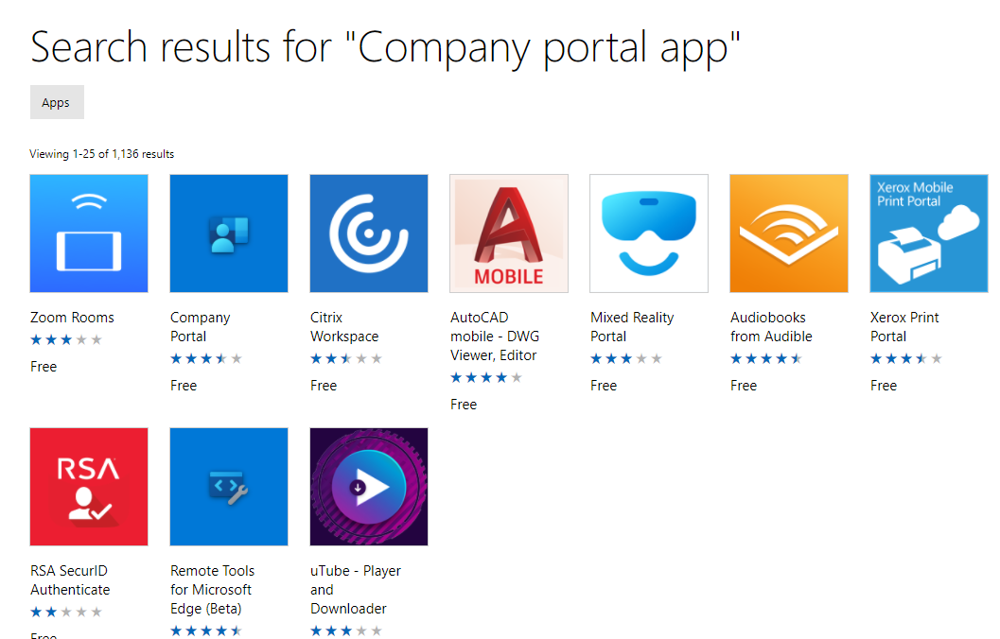 Search results for "Company portal app"
Apps
Viewing 1-25 of 1,136 results
MOBILE
Xerox Mobile
Print Portal
Zoom Rooms
Free
Company
Portal
Free
Citrix
Workspace
Free
AutoCAD
mobile - DWG
Viewer, Editor
Free
Mixed Reality
Portal
Free
Audiobooks
from Audible
Free
Xerox Print
Portal
Free
RSA
RSA SecurID
Authenticate
Free
Remote Tools
for Microsoft
Edge (Beta)
uTube - Player
and
Downloader